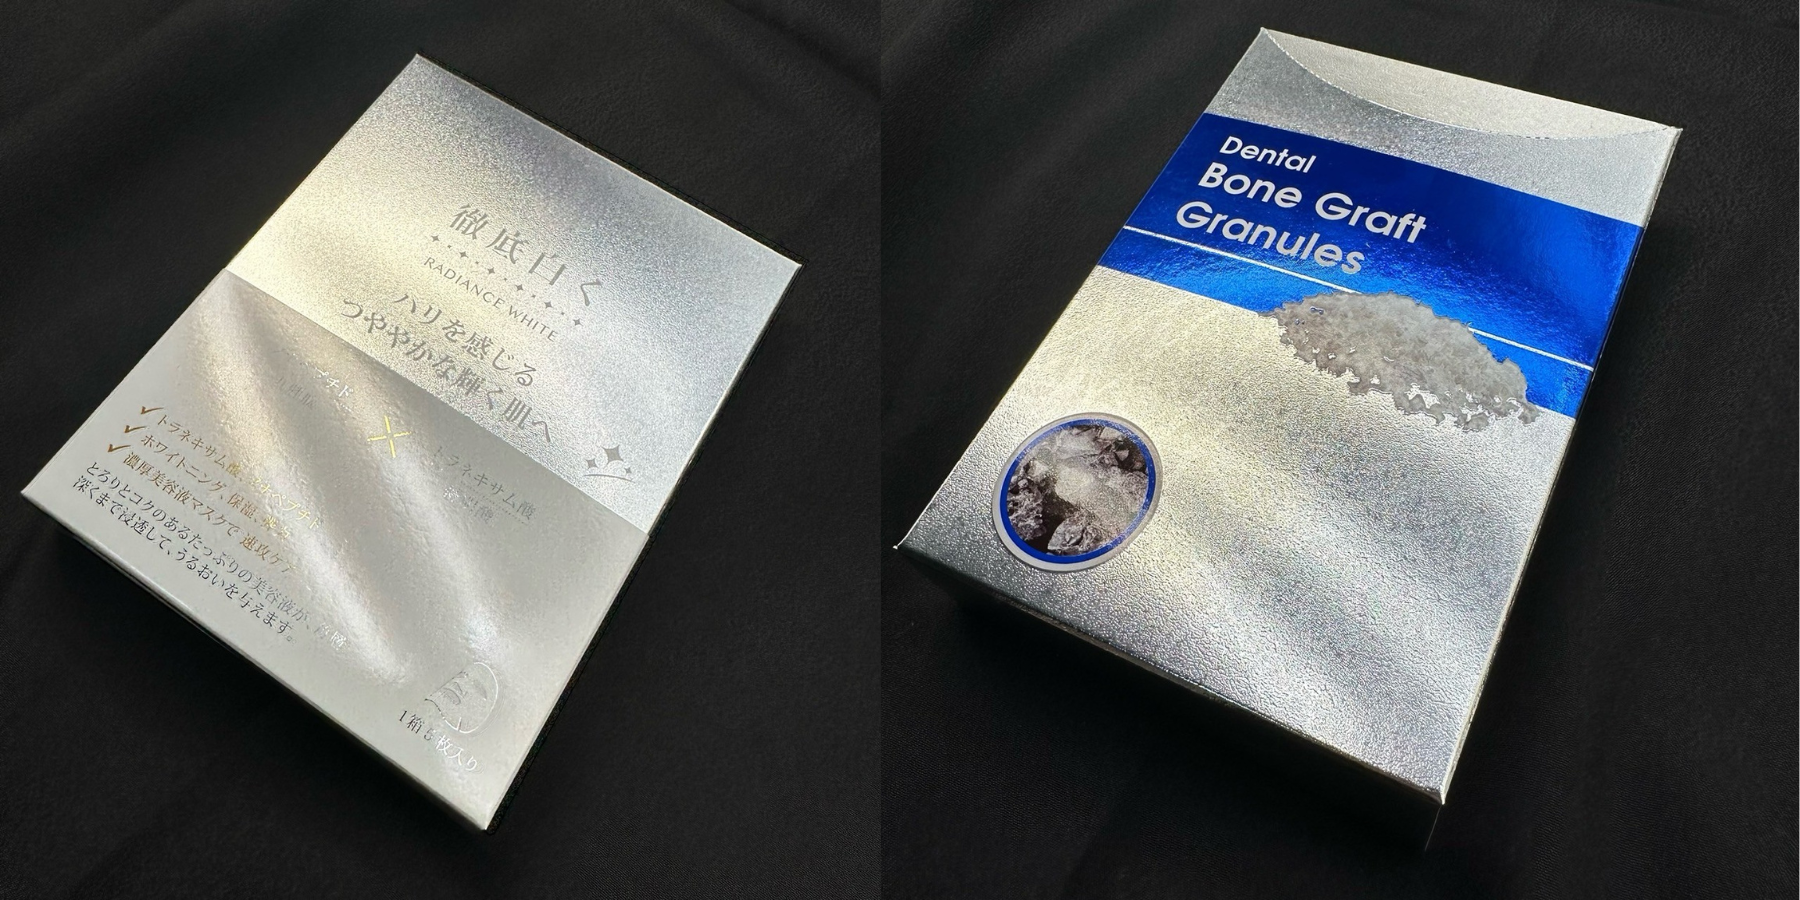 徹底白く
RADIANCE WHITE
ハリを感じる
つややかな輝く肌へ
トラネキサム酸
トラネキサム酸、
ホワイトニング、保湿、
濃厚美容液マスクで 速攻ケア
とろりとコクのあるたっぷりの美容液が、
深くまで浸透して、うるおいを与えます。
1箱5枚入り
Dental
Bone Graft
Granules